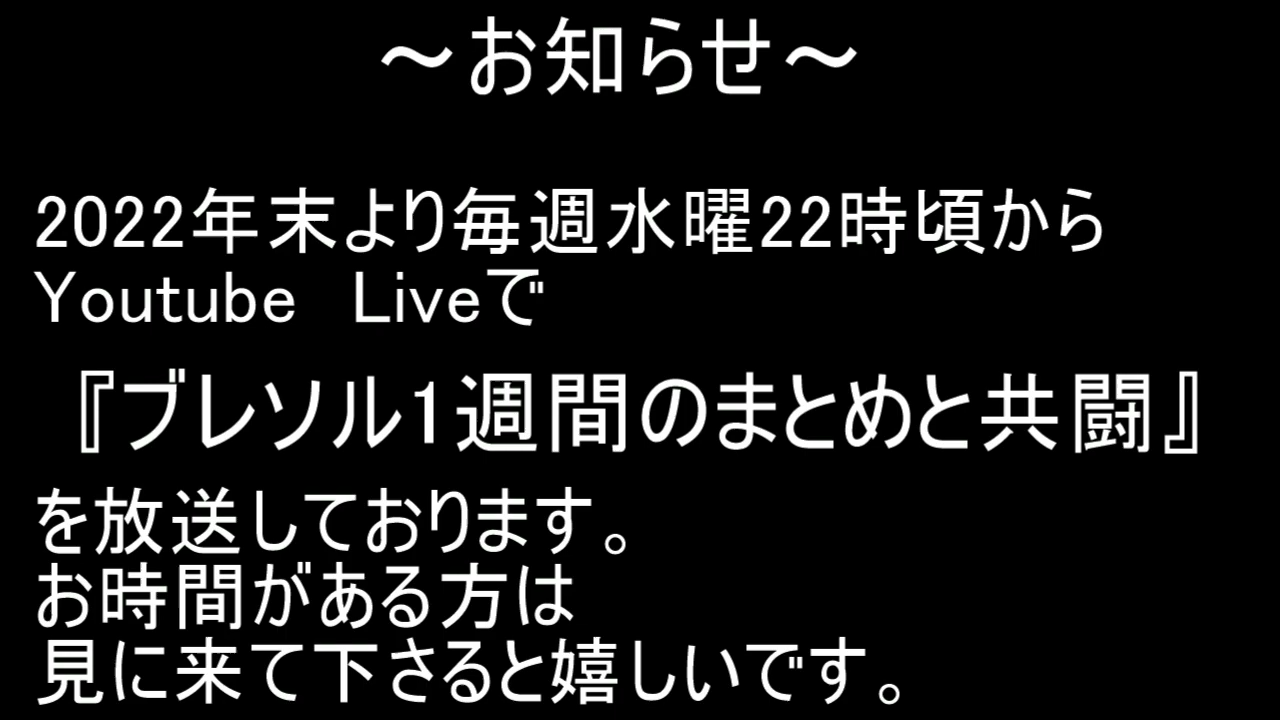 ～お知らせ～
2022年末より毎週水曜22時頃から
Youtube　Liveで
『ブレソル1週間のまとめと共闘』
を放送しております。
お時間がある方は
見に来て下さると嬉しいです。